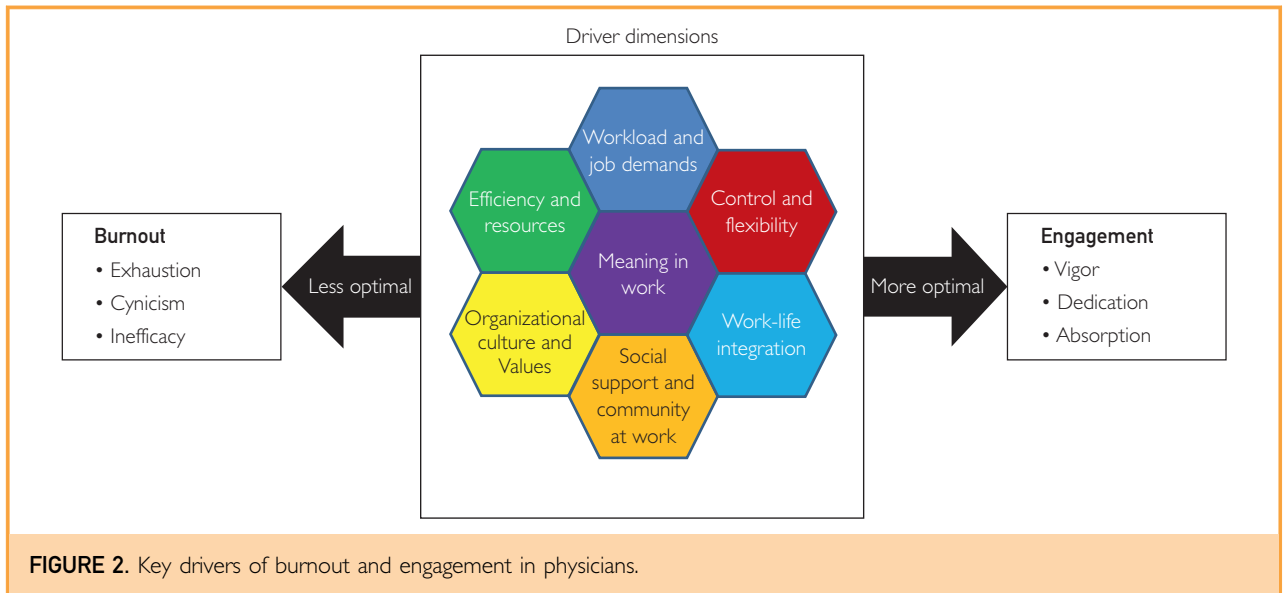 Driver dimensions
Workload and
job demands
Efficiency and
resources
Control and
flexibility
Meaning in
work
Organizational
culture and
Values
Work-life
integration
Social
support and
community
at work
Burnout
• Exhaustion
• Cynicism
• Inefficacy
Less optimal
More optimal
Engagement
• Vigor
• Dedication
• Absorption
FIGURE 2. Key drivers of burnout and engagement in physicians.